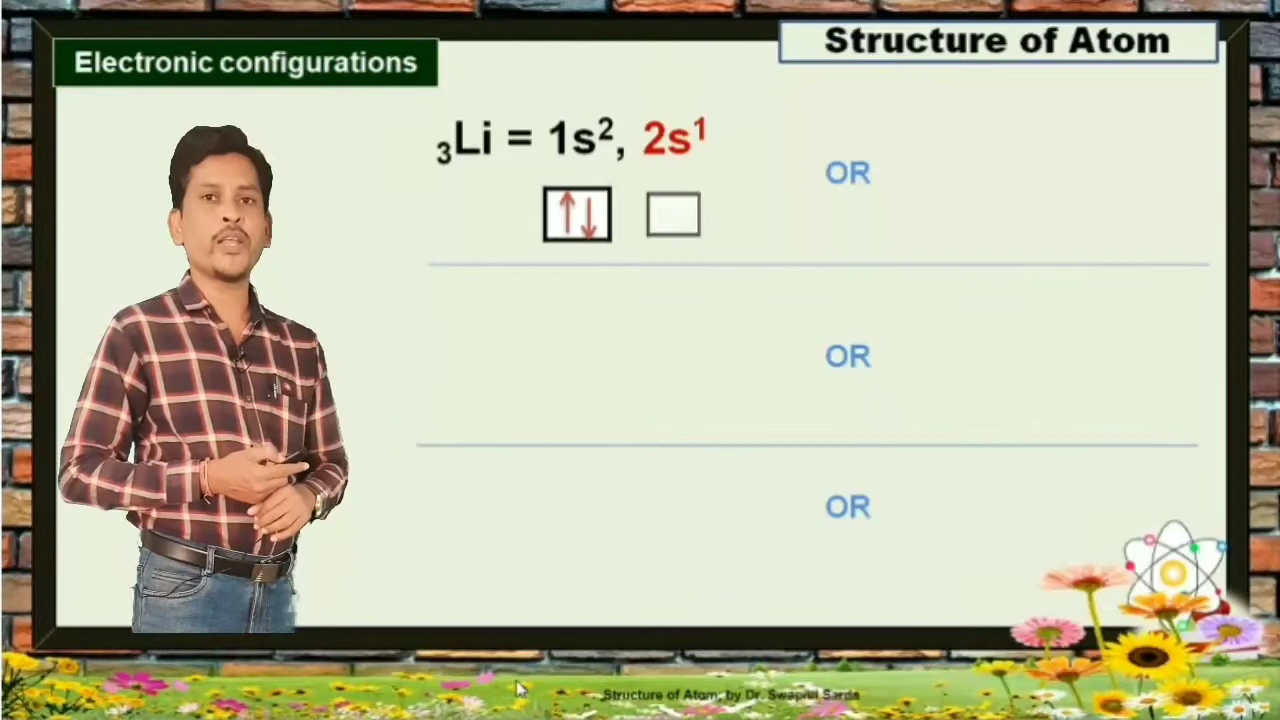 Electronic configurations
Structure of Atom
₃Li = 1s², 2s¹
OR
OR
OR
Structure of Atom, by Dr. Swapnil Sarda